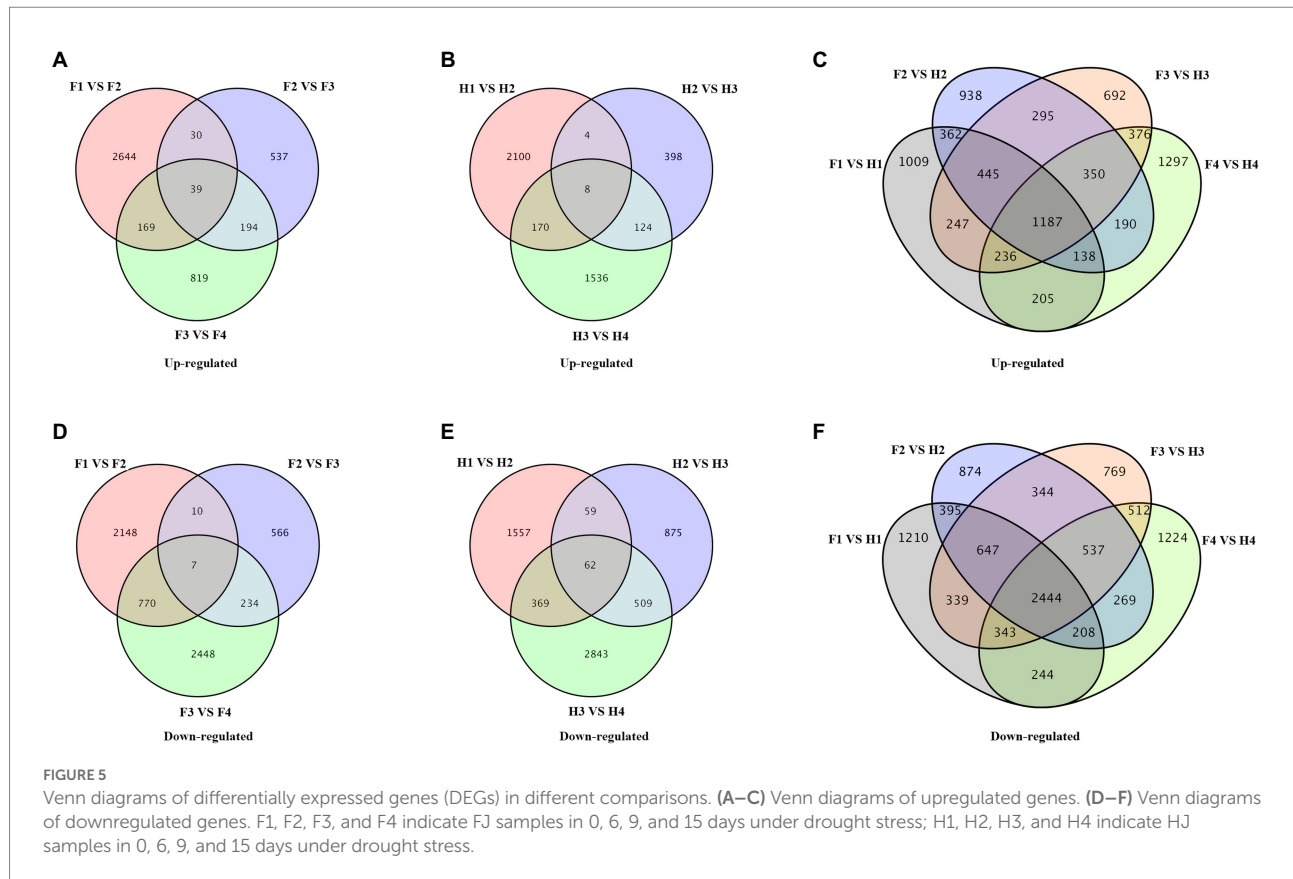 A
F1 VS F2
F2 VS F3
30
2644
537
39
169
194
819
F3 VS F4
Up-regulated
B
H1 VS H2
H2 VS H3
4
2100
398
8
170
124
1536
H3 VS H4
Up-regulated
C
F2 VS H2
F3 VS H3
938
692
295
362
376
F1 VS H1
1009
1297
F4 VS H4
445
350
247
1187
190
236
138
205
Up-regulated
D
F1 VS F2
F2 VS F3
10
2148
566
7
770
234
2448
F3 VS F4
Down-regulated
E
H1 VS H2
H2 VS H3
59
1557
875
62
369
509
2843
H3 VS H4
Down-regulated
F
F2 VS H2
F3 VS H3
874
769
344
395
512
F1 VS H1
1210
1224
F4 VS H4
647
537
339
2444
269
343
208
244
Down-regulated
FIGURE 5
Venn diagrams of differentially expressed genes (DEGs) in different comparisons. (A–C) Venn diagrams of upregulated genes. (D–F) Venn diagrams
of downregulated genes. F1, F2, F3, and F4 indicate FJ samples in 0, 6, 9, and 15 days under drought stress; H1, H2, H3, and H4 indicate HJ
samples in 0, 6, 9, and 15 days under drought stress.